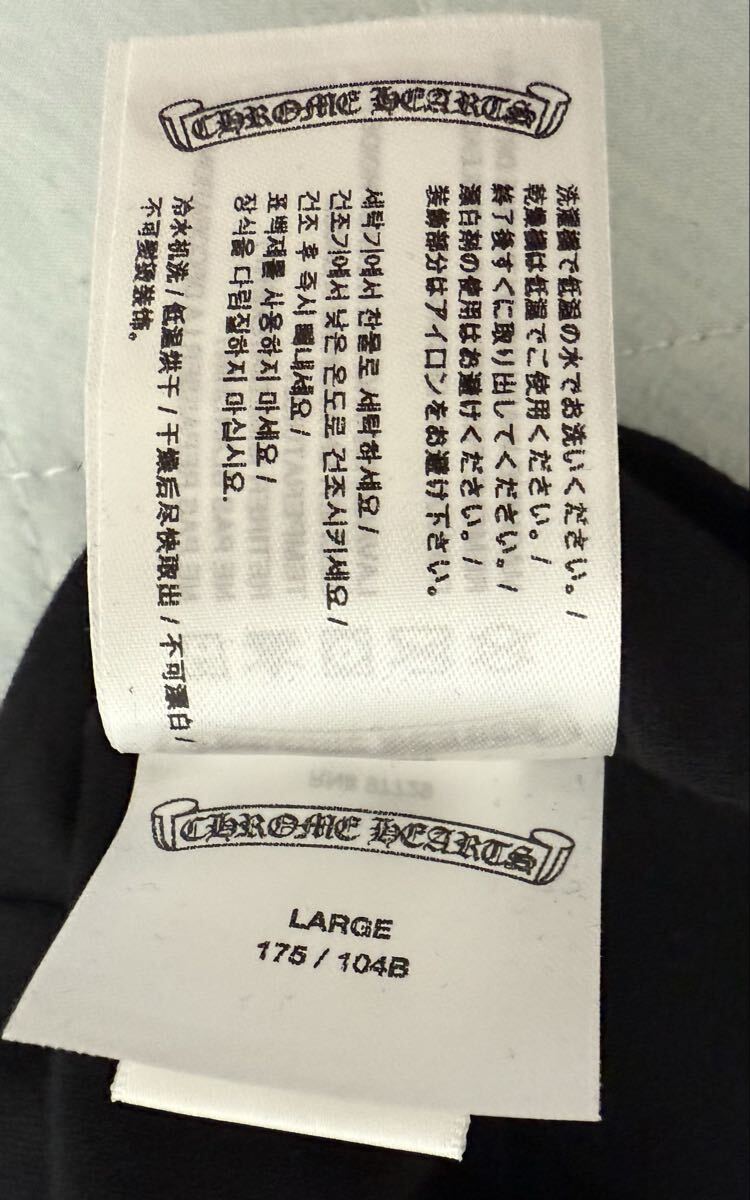 CHROME HEARTS
洗濯機で低温の水でお洗いください。/
乾燥機は低温でご使用ください。/
終了後すぐに取り出してください。/
漂白剤の使用はお避けください。/
装飾部分はアイロンをお避け下さい。
세탁기에서 찬물로 세탁하세요/
건조기에서 낮은 온도로 건조시키세요/
건조 후 즉시 빼내세요/
표백제를 사용하지 마세요/
장식을 다림질하지 마십시요.
冷水机洗/低温烘干/干燥后尽快取出/不可漂白/
不可熨烫装饰。
RN# 97729
CHROME HEARTS
LARGE
175 / 104B